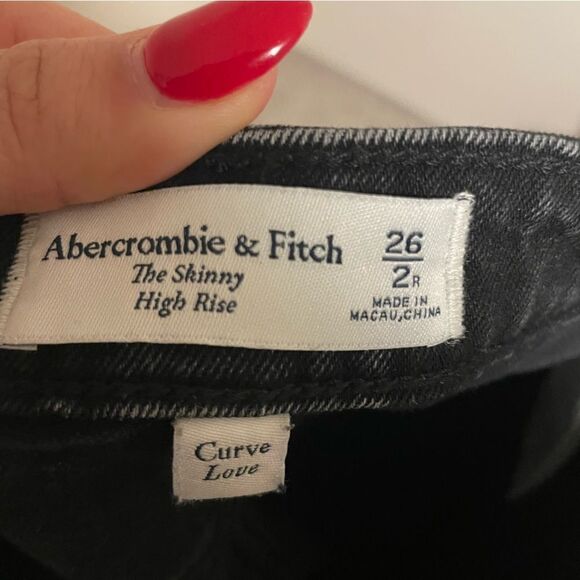 Abercrombie & Fitch
The Skinny
High Rise
26
2R
MADE IN
MACAU,CHINA
Curve
Love